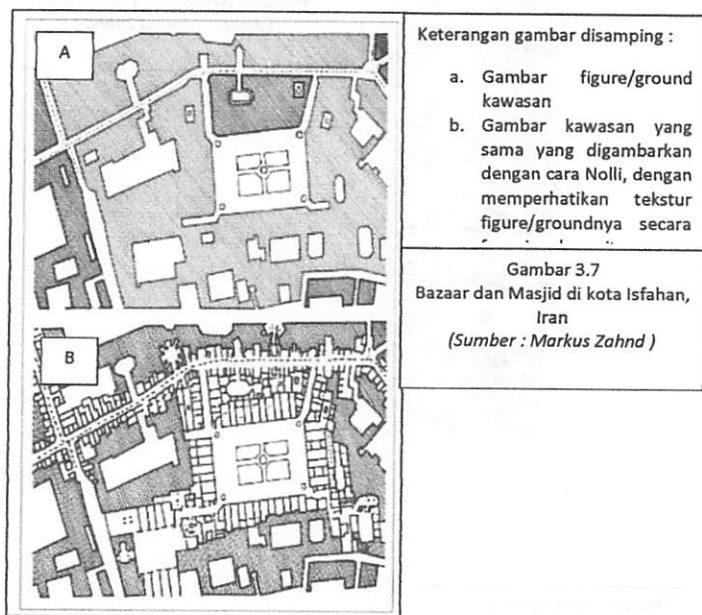 A
B
Keterangan gambar disamping :
a. Gambar figure/ground
kawasan
b. Gambar kawasan yang
sama yang digambarkan
dengan cara Nolli, dengan
memperhatikan tekstur
figure/groundnya secara
Gambar 3.7
Bazaar dan Masjid di kota Isfahan,
Iran
(Sumber : Markus Zahnd )